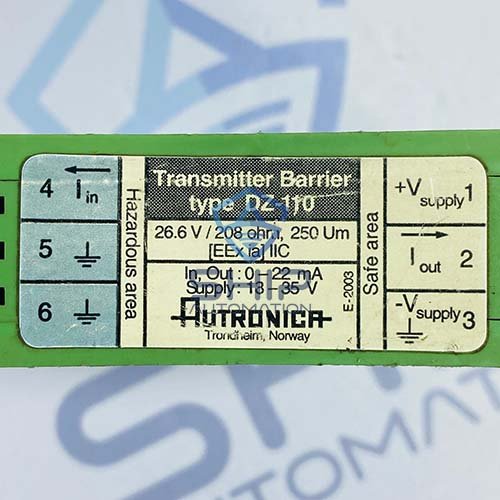 Transmitter Barrier
type DZ-110
26.6 V / 208 ohm, 250 Um
[EEx ia] IIC
In, Out : 0 - 22 mA
Supply: 13 - 35 V
AUTRONICA
Trondheim, Norway
E-2003
4 I in
5
6
Hazardous area
Safe area
+V supply 1
I out 2
-V supply 3
SHIP
AUTOMATION